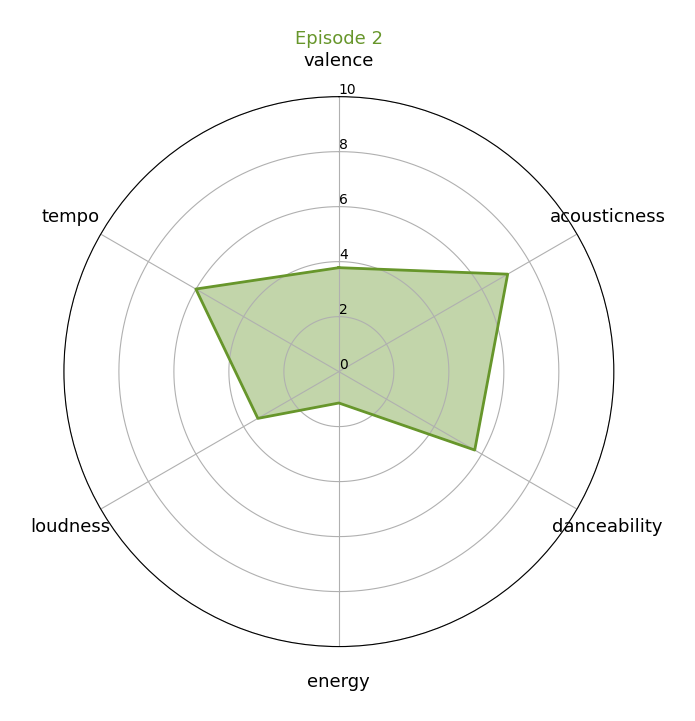 Episode 2
valence
10
8
6
4
2
0
tempo
acousticness
loudness
danceability
energy